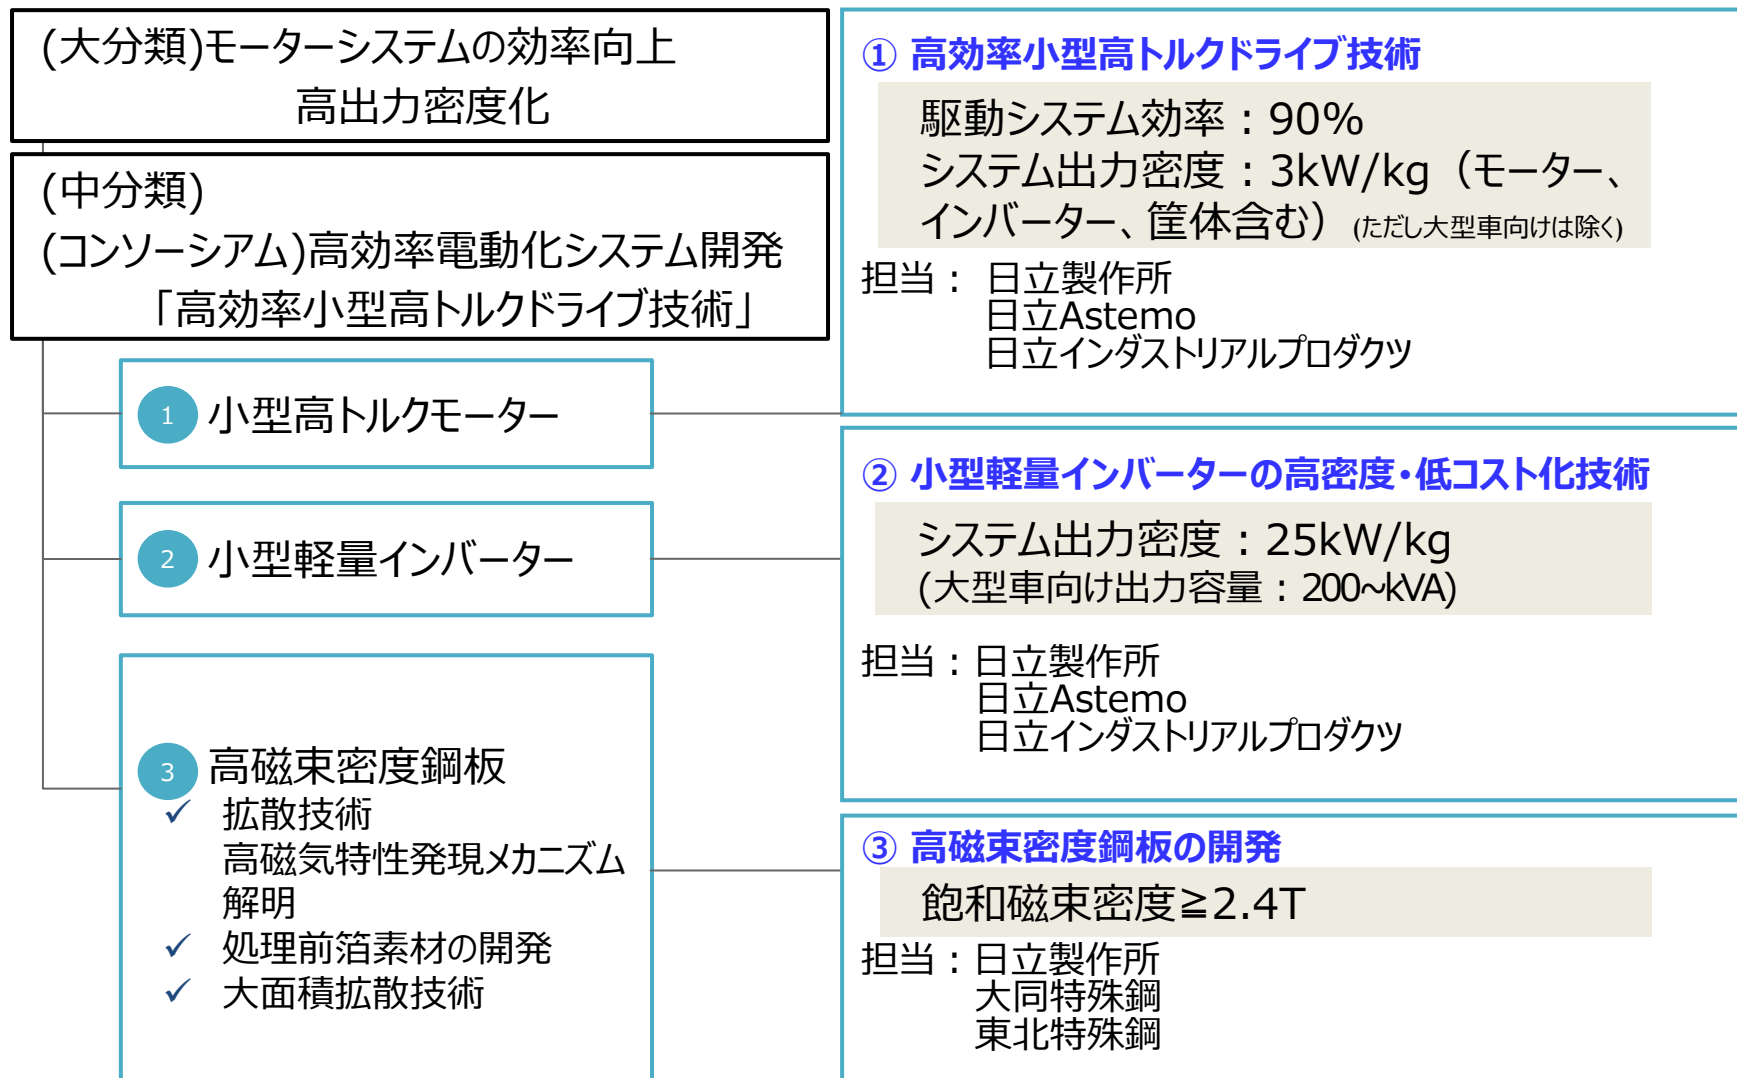 (大分類)モーターシステムの効率向上
高出力密度化
(中分類)
(コンソーシアム)高効率電動化システム開発
「高効率小型高トルクドライブ技術」
1 小型高トルクモーター
2 小型軽量インバーター
3 高磁束密度鋼板
✓ 拡散技術
高磁気特性発現メカニズム
解明
✓ 処理前箔素材の開発
✓ 大面積拡散技術
① 高効率小型高トルクドライブ技術
駆動システム効率：90%
システム出力密度：3kW/kg（モーター、
インバーター、筐体含む） (ただし大型車向けは除く)
担当： 日立製作所
日立Astemo
日立インダストリアルプロダクツ
② 小型軽量インバーターの高密度・低コスト化技術
システム出力密度：25kW/kg
(大型車向け出力容量：200~kVA)
担当：日立製作所
日立Astemo
日立インダストリアルプロダクツ
③ 高磁束密度鋼板の開発
飽和磁束密度≧2.4T
担当：日立製作所
大同特殊鋼
東北特殊鋼